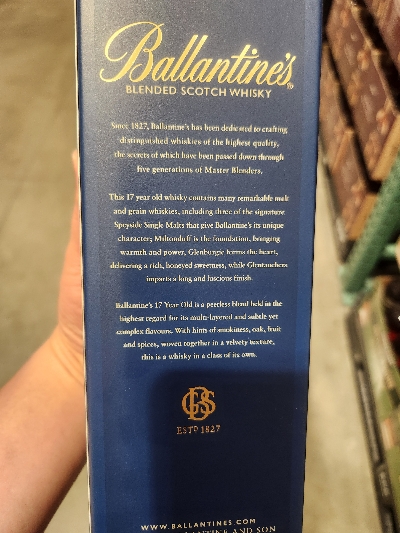 Ballantine's
BLENDED SCOTCH WHISKY
Since 1827, Ballantine's has been dedicated to crafting
distinguished whiskies of the highest quality,
the secrets of which have been passed down through
five generations of Master Blenders.
This 17 year old whisky contains many remarkable malt
and grain whiskies, including three of the signature
Speyside Single Malts that give Ballantine's its unique
character; Miltonduff is the foundation, bringing
warmth and power, Glenburgie forms the heart,
delivering a rich, honeyed sweetness, while Glentauchers
imparts a long and luscious finish.
Ballantine's 17 Year Old is a peerless blend held in the
highest regard for its multi-layered and subtle yet
complex flavours. With hints of smokiness, oak, fruit
and spices, woven together in a velvety texture,
this is a whisky in a class of its own.
GBS
ESTD 1827
WWW.BALLANTINES.COM
BALLANTINE AND SON